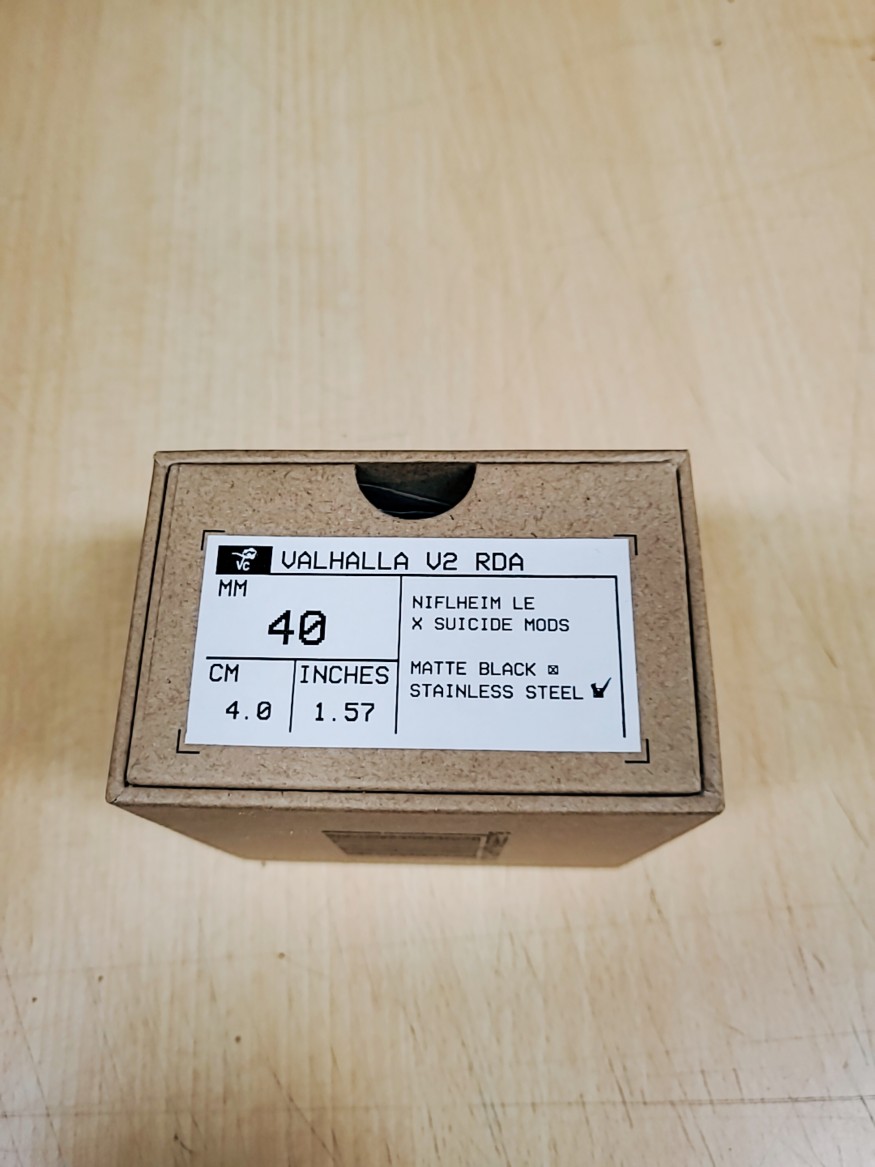 VC
VALHALLA V2 RDA
MM
40
CM
4.0
INCHES
1.57
NIFLHEIM LE
X SUICIDE MODS
MATTE BLACK ☒
STAINLESS STEEL